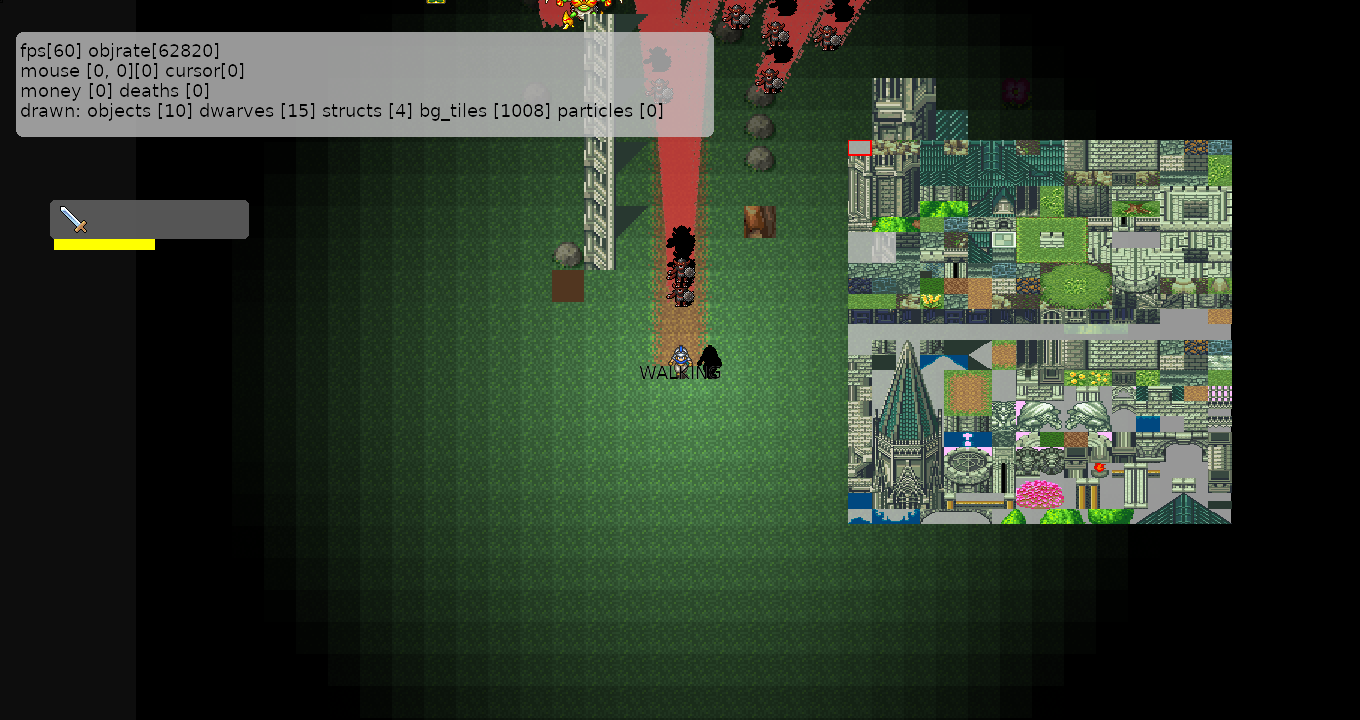 fps[60] objrate[62820]
mouse [0, 0][0] cursor[0]
money [0] deaths [0]
drawn: objects [10] dwarves [15] structs [4] bg_tiles [1008] particles [0]
WALKING